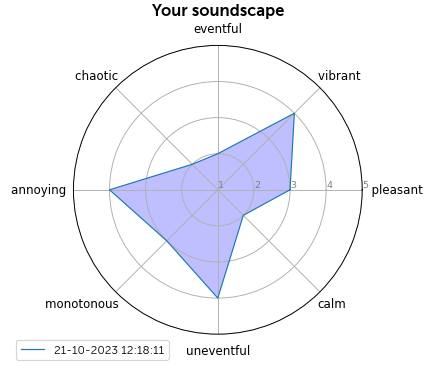 Your soundscape
eventful
chaotic
vibrant
annoying
1 2 3 4 5
pleasant
monotonous
calm
uneventful
21-10-2023 12:18:11